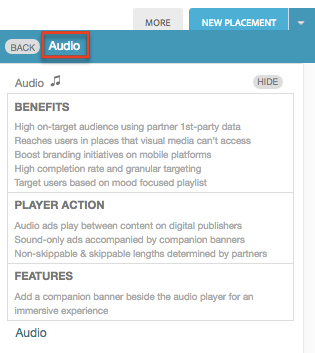 MORE
NEW PLACEMENT
BACK
Audio
Audio
HIDE
BENEFITS
High on-target audience using partner 1st-party data
Reaches users in places that visual media can't access
Boost branding initiatives on mobile platforms
High completion rate and granular targeting
Target users based on mood focused playlist
PLAYER ACTION
Audio ads play between content on digital publishers
Sound-only ads accompanied by companion banners
Non-skippable & skippable lengths determined by partners
FEATURES
Add a companion banner beside the audio player for an
immersive experience
Audio